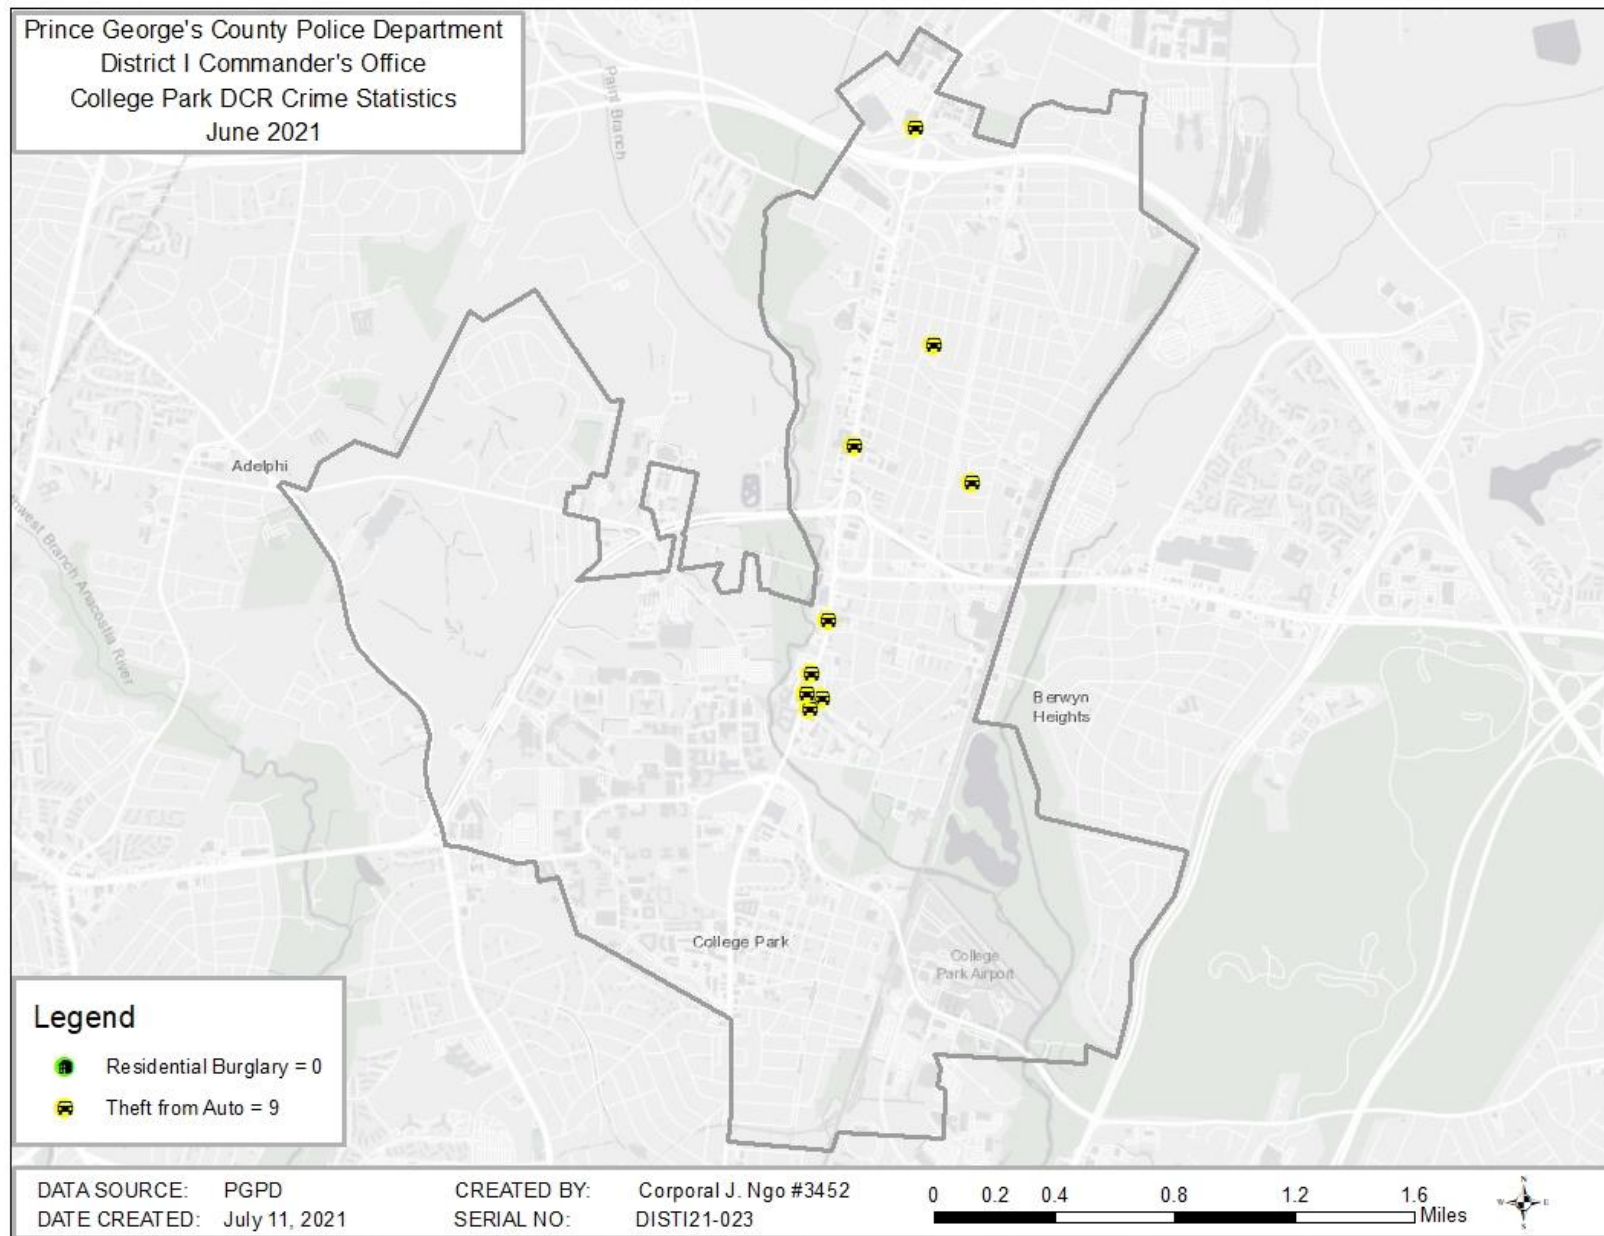 Prince George's County Police Department
District I Commander's Office
College Park DCR Crime Statistics
June 2021
Paint Branch
Adelphi
Branch Anacostia River
Berwyn
Heights
College Park
College
Park Airport
Legend
Residential Burglary = 0
Theft from Auto = 9
DATA SOURCE: PGPD
DATE CREATED: July 11, 2021
CREATED BY: Corporal J. Ngo #3452
SERIAL NO: DISTI21-023
0 0.2 0.4 0.8 1.2 1.6
Miles
N
W E
S